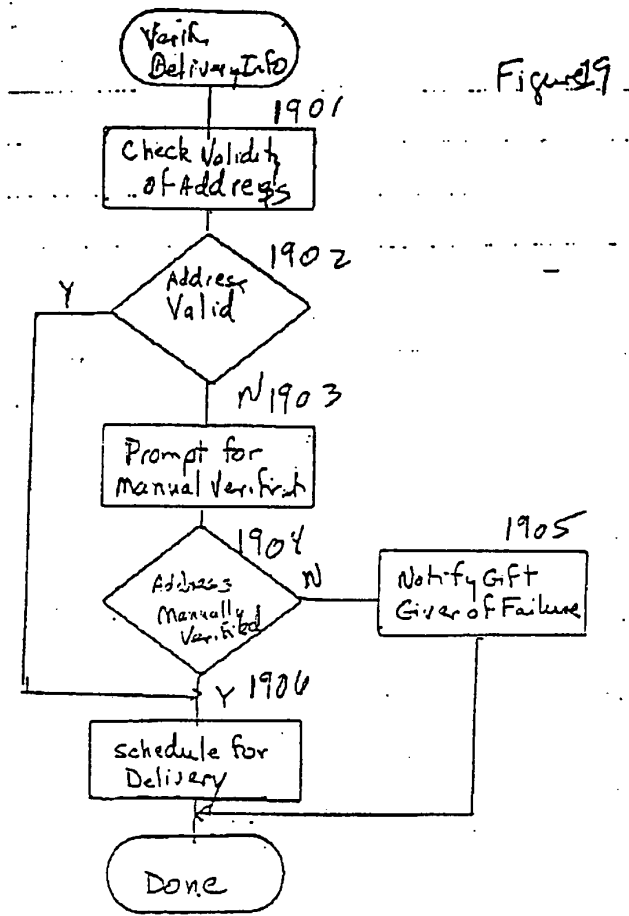 Verify
Delivery Info
Figure 19
1901
Check Validity
of Address
1902
Address
Valid
Y
N 1903
Prompt for
Manual
1904
Address
Manually
Verified
N
1905
Notify Gift
Giver of Failure
Y 1906
Schedule for
Delivery
Done